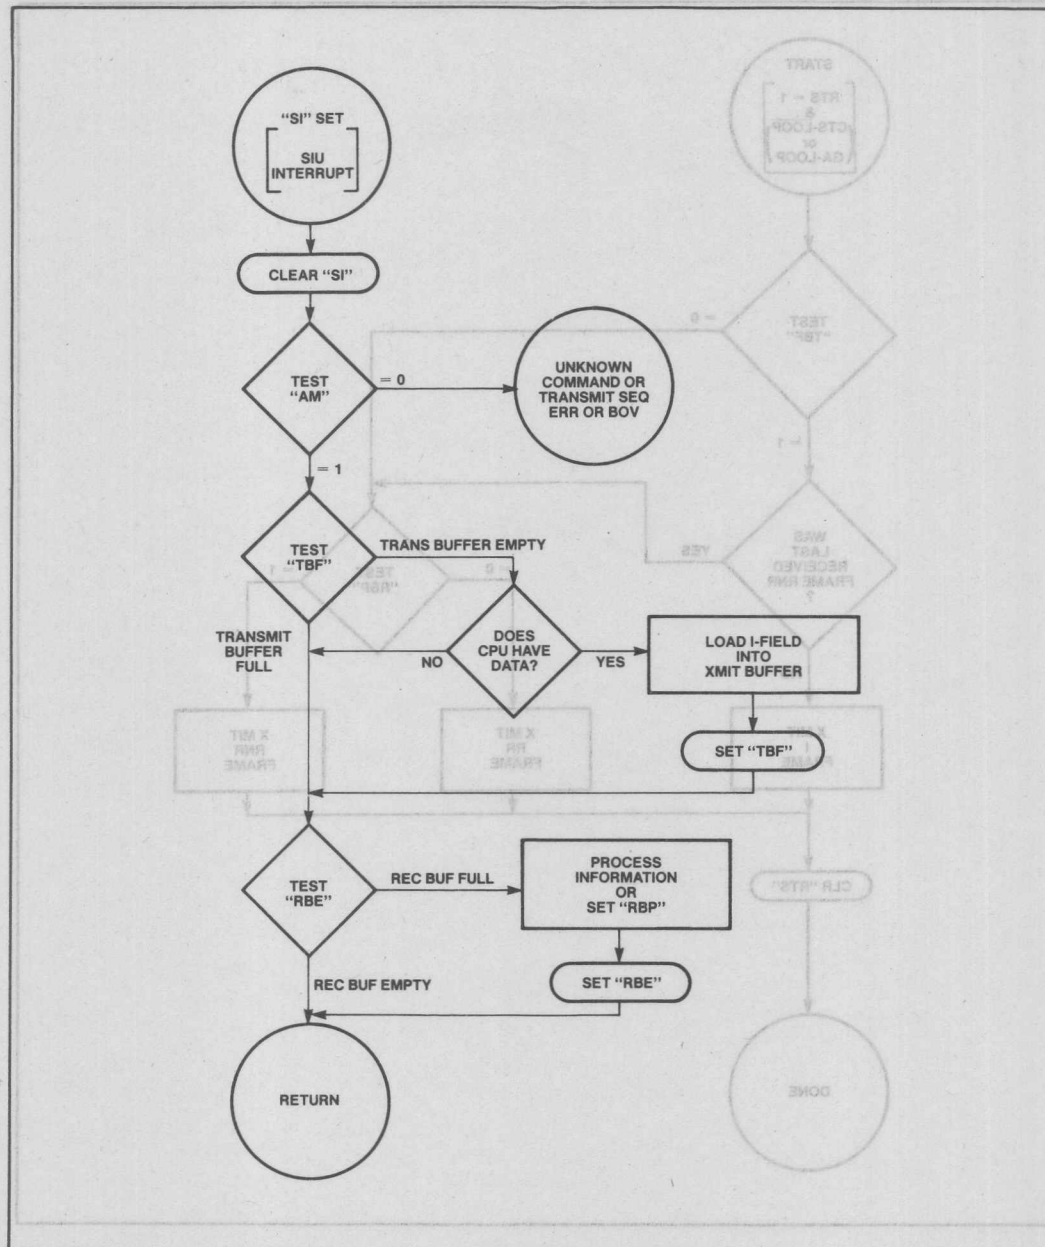 “SI” SET
SIU
INTERRUPT
CLEAR “SI”
TEST
“AM”
= 0
UNKNOWN
COMMAND OR
TRANSMIT SEQ
ERR OR BOV
= 1
TEST
“TBF”
TRANS BUFFER EMPTY
TRANSMIT
BUFFER
FULL
DOES
CPU HAVE
DATA?
NO
YES
LOAD I-FIELD
INTO
XMIT BUFFER
SET “TBF”
TEST
“RBE”
REC BUF FULL
PROCESS
INFORMATION
OR
SET “RBP”
SET “RBE”
REC BUF EMPTY
RETURN
START
RTS = 1
&
CTS-LOOP
or
GA-LOOP
TEST
“TBF”
= 0
= 1
WAS
LAST
RECEIVED
FRAME RNR
?
YES
TEST
“RBP”
= 1
= 0
X MIT
RNR
FRAME
X MIT
RR
FRAME
X MIT
I
FRAME
CLR “RTS”
DONE